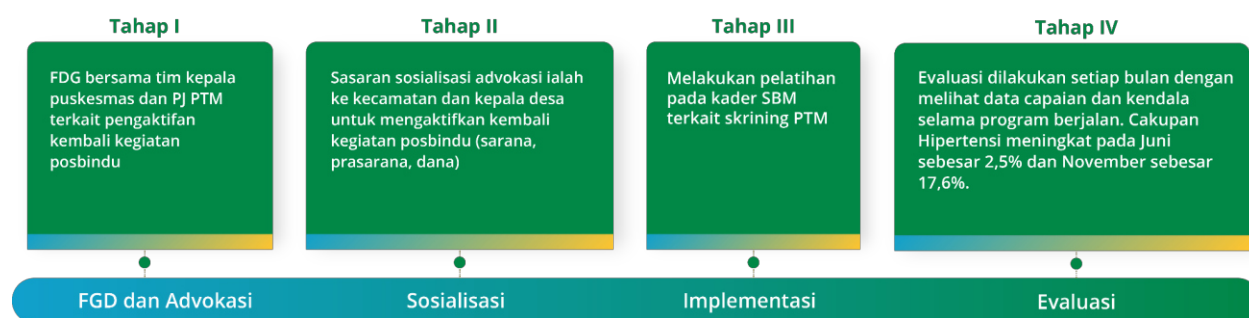 Tahap I
FDG bersama tim kepala
puskesmas dan PJ PTM
terkait pengaktifan
kembali kegiatan
posbindu
FGD dan Advokasi
Tahap II
Sasaran sosialisasi advokasi ialah
ke kecamatan dan kepala desa
untuk mengaktifkan kembali
kegiatan posbindu (sarana,
prasarana, dana)
Sosialisasi
Tahap III
Melakukan pelatihan
pada kader SBM
terkait skrining PTM
Implementasi
Tahap IV
Evaluasi dilakukan setiap bulan dengan
melihat data capaian dan kendala
selama program berjalan. Cakupan
Hipertensi meningkat pada Juni
sebesar 2,5% dan November sebesar
17,6%.
Evaluasi